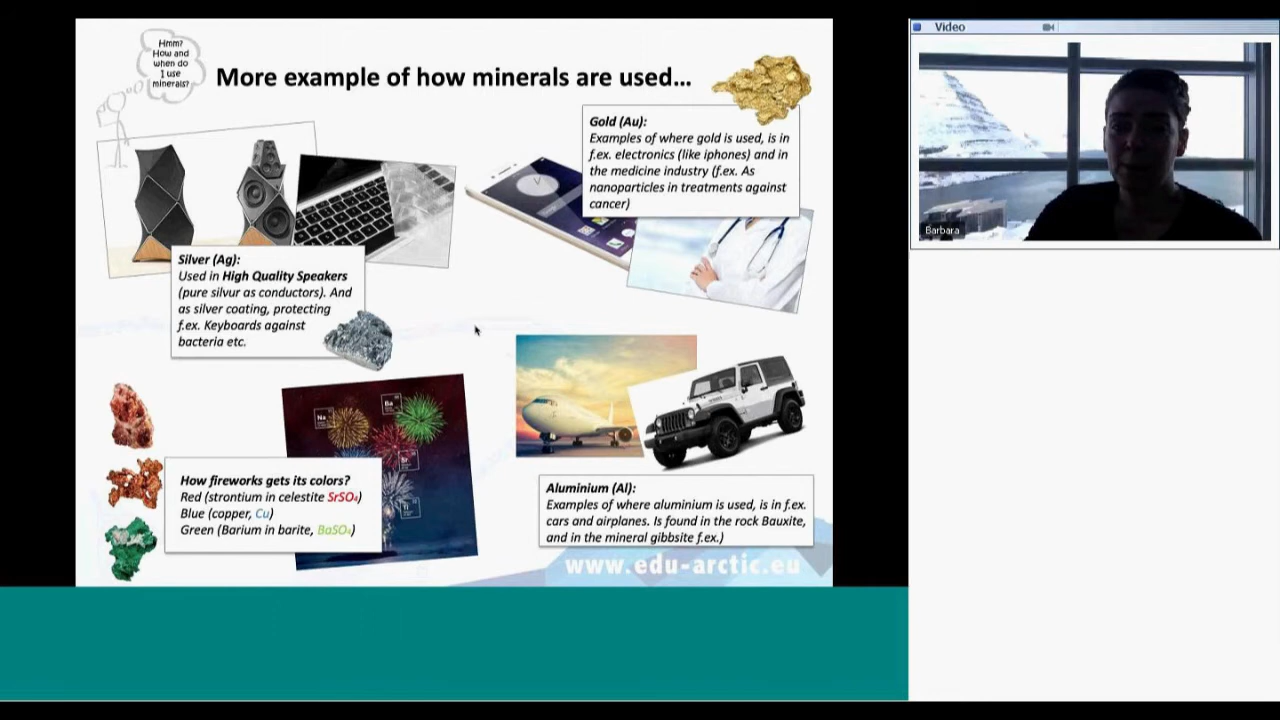 Hmm?
How and
when do
I use
minerals?
More example of how minerals are used...
Gold (Au):
Examples of where gold is used, is in
f.ex. electronics (like iphones) and in
the medicine industry (f.ex. As
nanoparticles in treatments against
cancer)
Silver (Ag):
Used in High Quality Speakers
(pure silvur as conductors). And
as silver coating, protecting
f.ex. Keyboards against
bacteria etc.
Na
Ba
Sr
Ti
How fireworks gets its colors?
Red (strontium in celestite SrSO₄)
Blue (copper, Cu)
Green (Barium in barite, BaSO₄)
Aluminium (Al):
Examples of where aluminium is used, is in f.ex.
cars and airplanes. Is found in the rock Bauxite,
and in the mineral gibbsite f.ex.)
www.edu-arctic.eu
Video
Barbara